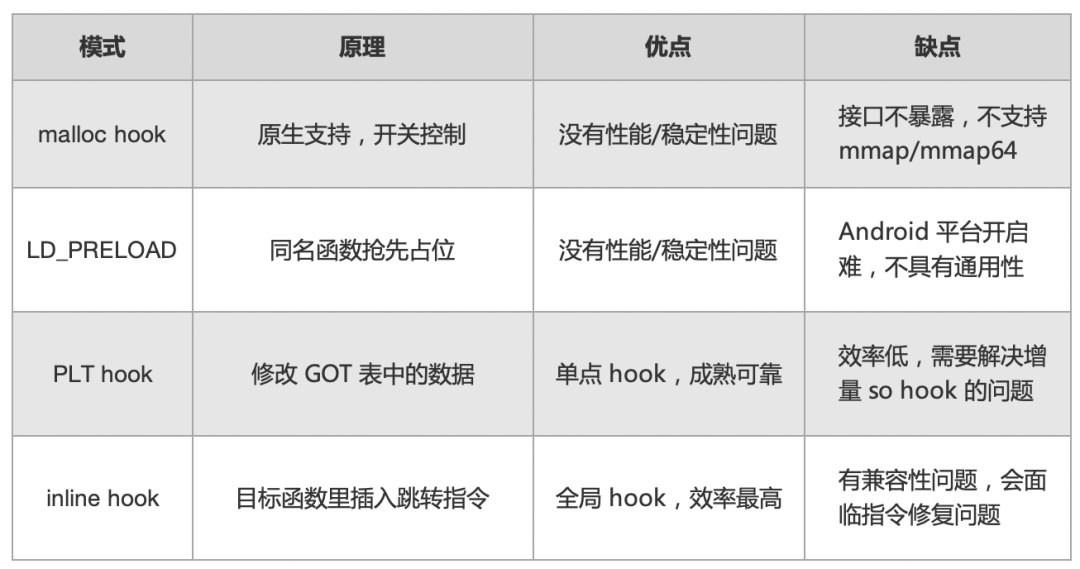 模式 原理 优点 缺点
malloc hook 原生支持，开关控制 没有性能/稳定性问题 接口不暴露，不支持
mmap/mmap64
LD_PRELOAD 同名函数抢先占位 没有性能/稳定性问题 Android 平台开启
难，不具有通用性
PLT hook 修改 GOT 表中的数据 单点 hook，成熟可靠 效率低，需要解决增
量 so hook 的问题
inline hook 目标函数里插入跳转指令 全局 hook，效率最高 有兼容性问题，会面
临指令修复问题